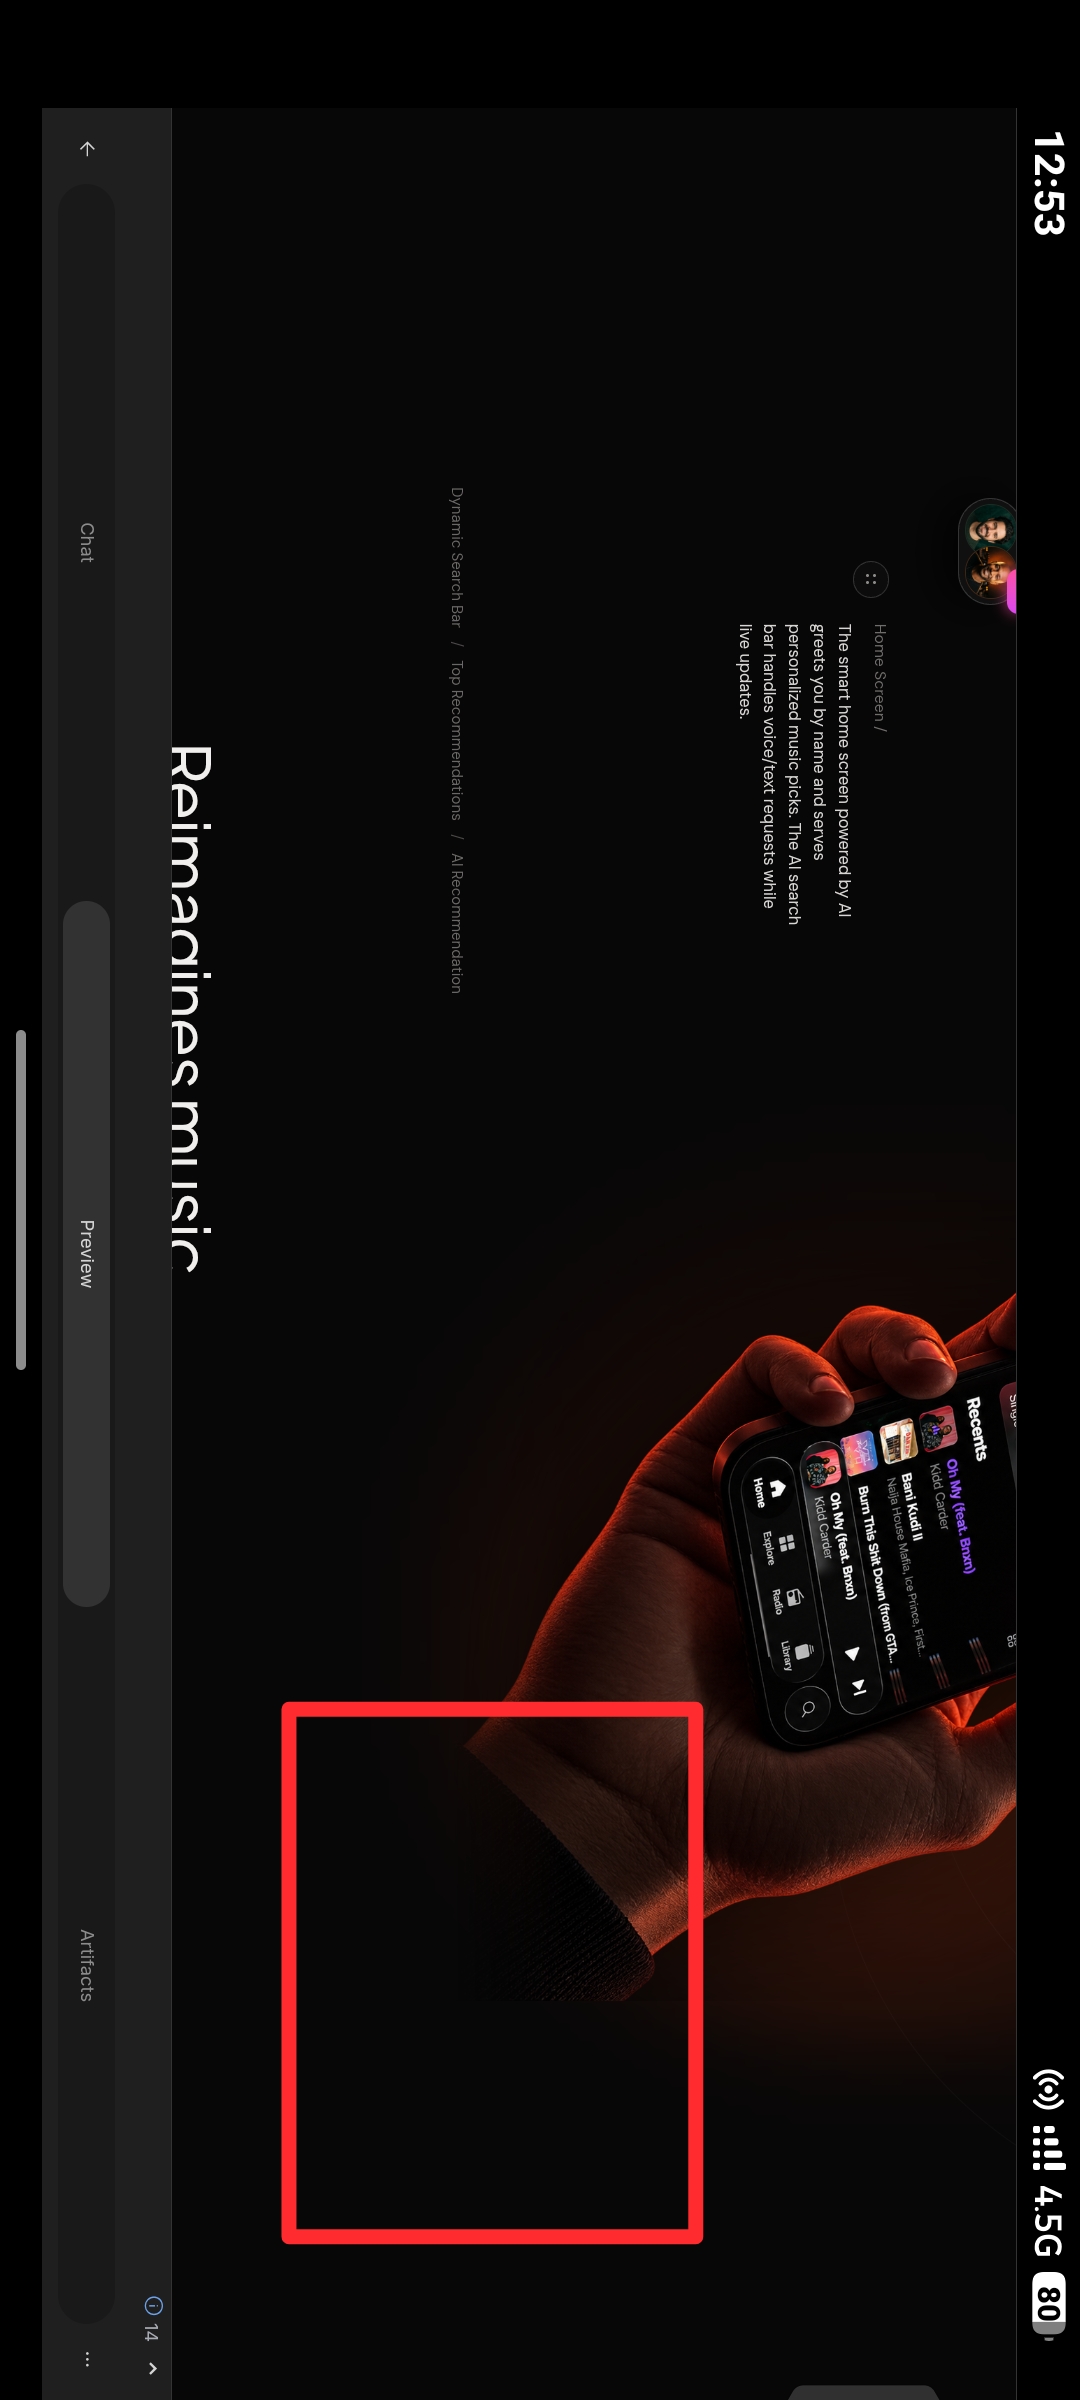 12:53
4.5G
80
Home Screen /
The smart home screen powered by AI
greets you by name and serves
personalized music picks. The AI search
bar handles voice/text requests while
live updates.
Recents
Oh My (feat. Bnxn)
Kidd Carder
Bani Kudi II
Naija House Mafia, Ice Prince, First...
Burn This Shit Down (from GTA...
Oh My (feat. Bnxn)
Kidd Carder
Home
Explore
Radio
Library
Dynamic Search Bar / Top Recommendations / AI Recommendation
Reimagines music
14
Chat
Preview
Artifacts